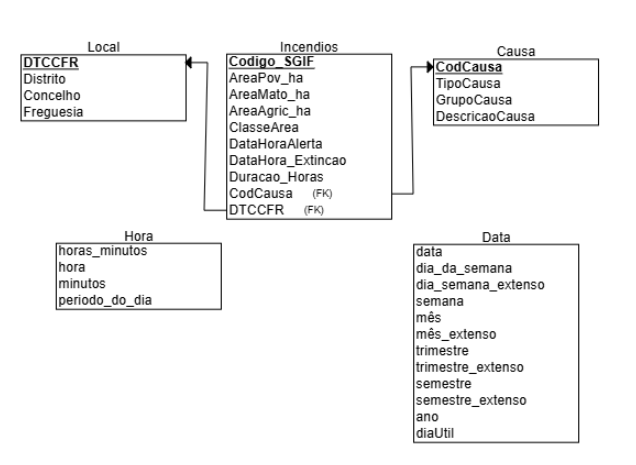 Local
DTCCFR
Distrito
Concelho
Freguesia
Incendios
Codigo_SGIF
AreaPov_ha
AreaMato_ha
AreaAgric_ha
ClasseArea
DataHoraAlerta
DataHora_Extincao
Duracao_Horas
CodCausa (FK)
DTCCFR (FK)
Causa
CodCausa
TipoCausa
GrupoCausa
DescricaoCausa
Hora
horas_minutos
hora
minutos
periodo_do_dia
Data
data
dia_da_semana
dia_semana_extenso
semana
mês
mês_extenso
trimestre
trimestre_extenso
semestre
semestre_extenso
ano
diaUtil